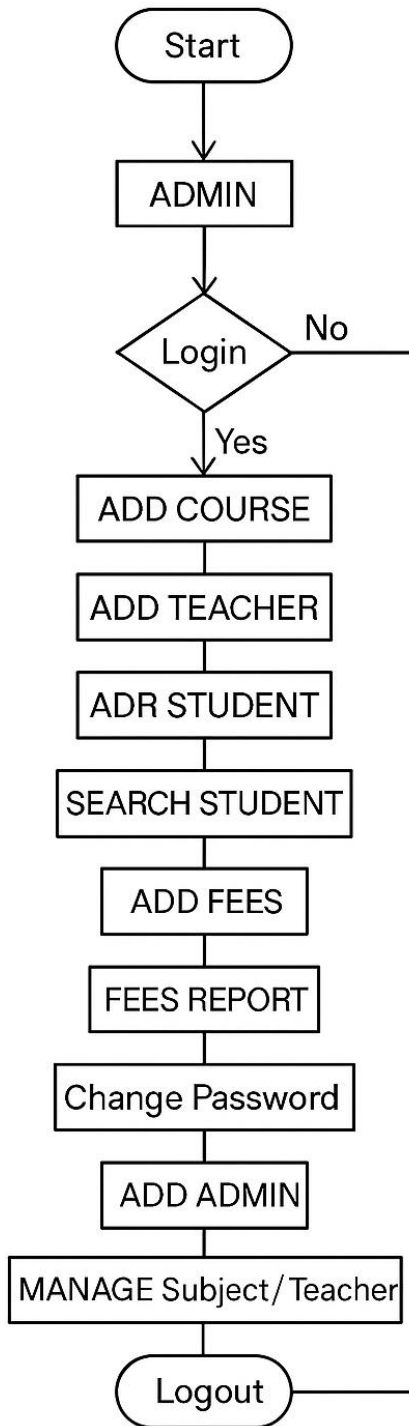 Start
ADMIN
Login
No
Yes
ADD COURSE
ADD TEACHER
ADR STUDENT
SEARCH STUDENT
ADD FEES
FEES REPORT
Change Password
ADD ADMIN
MANAGE Subject/Teacher
Logout